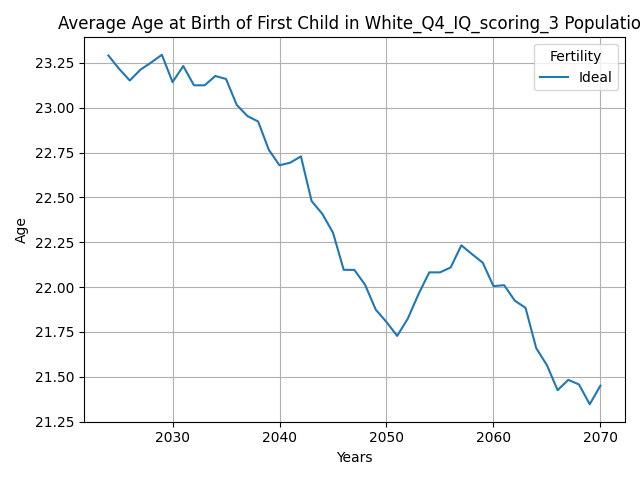 Average Age at Birth of First Child in White_Q4_IQ_scoring_3 Populatio
Fertility
Ideal
23.25
23.00
22.75
22.50
22.25
22.00
21.75
21.50
21.25
Age
2030 2040 2050 2060 2070
Years